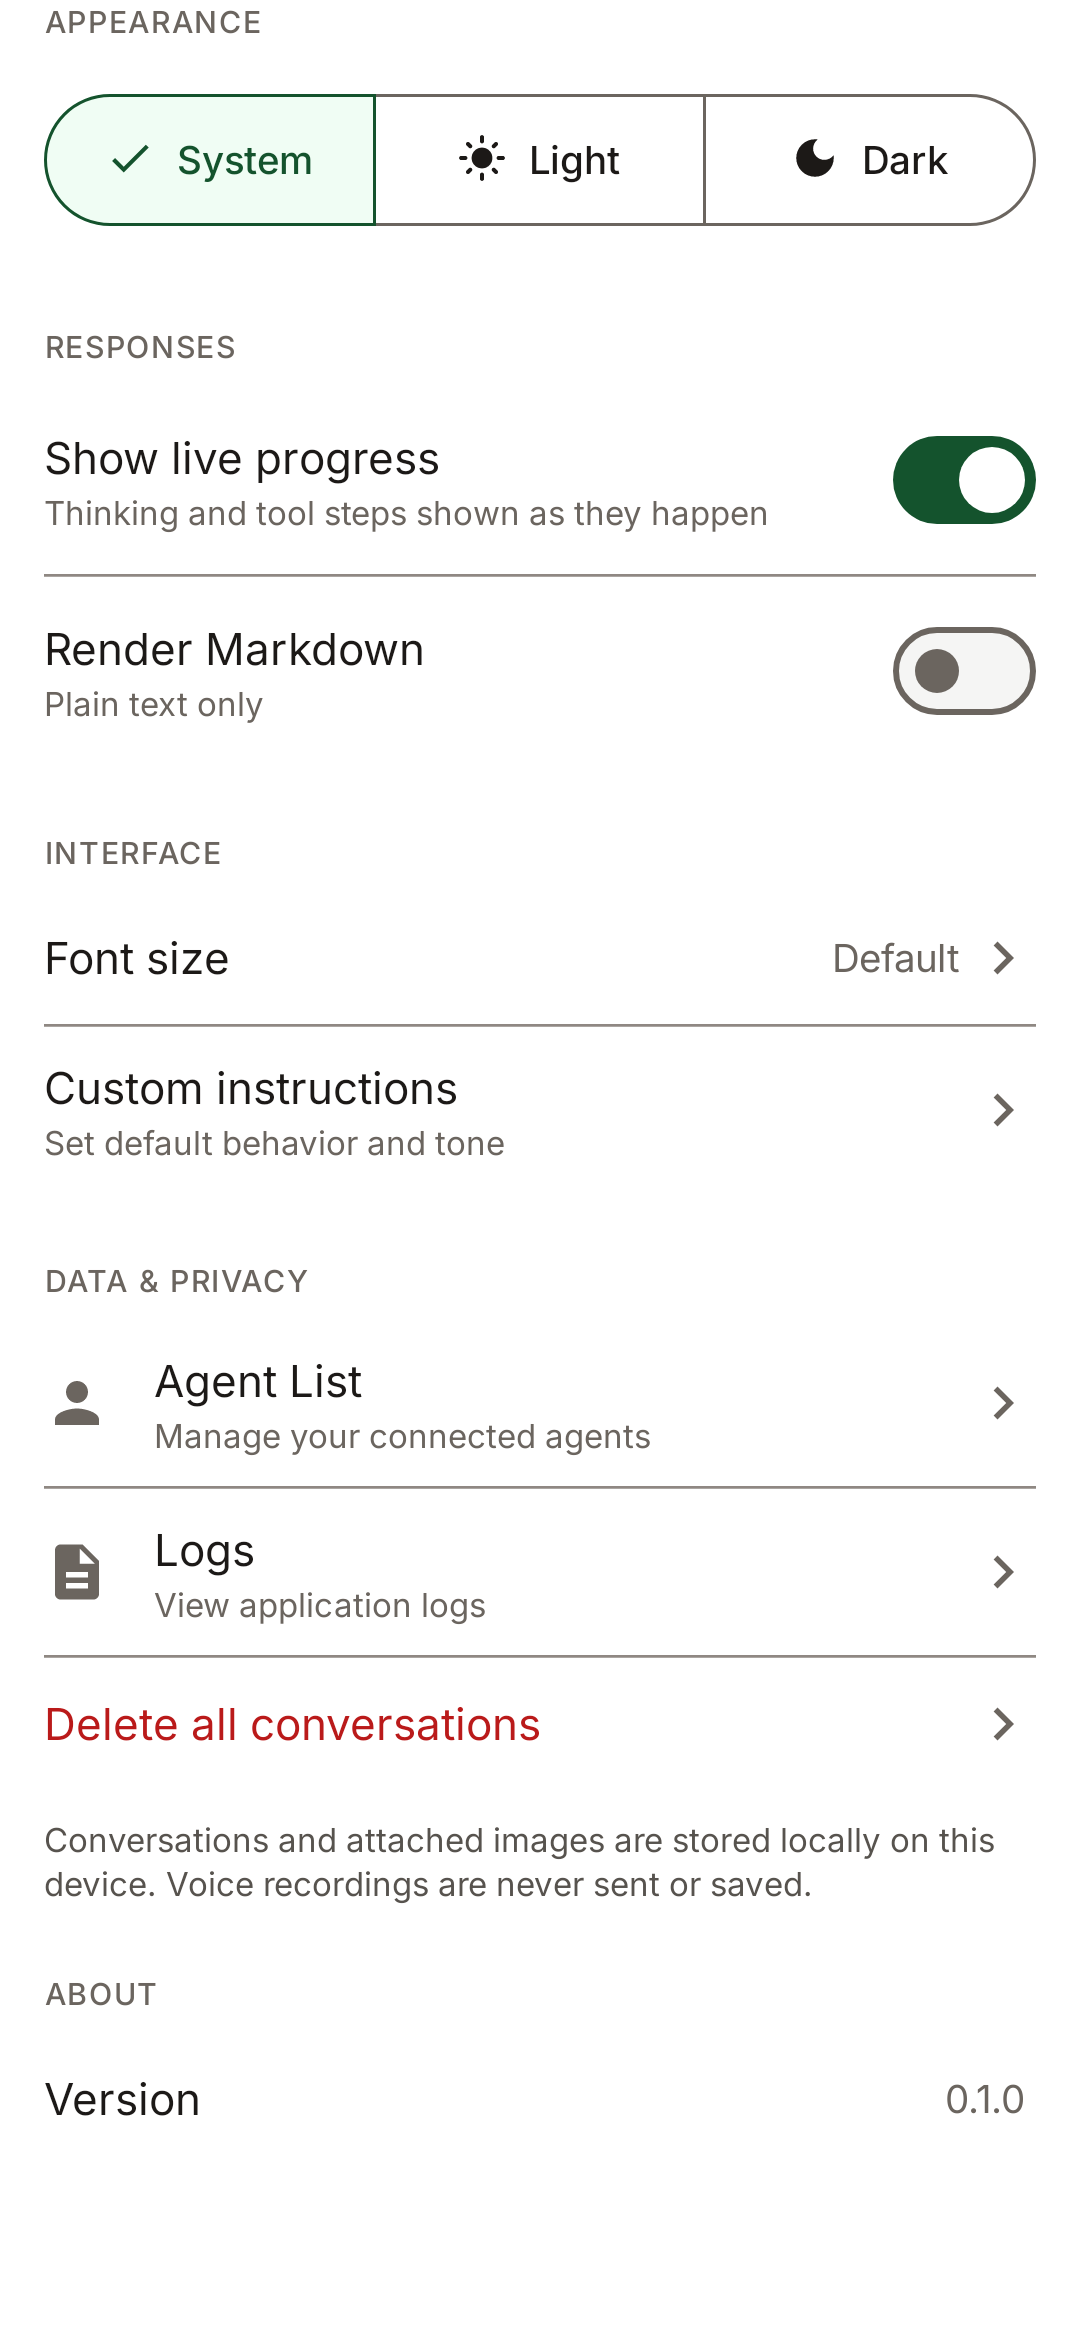 APPEARANCE
System
Light
Dark
RESPONSES
Show live progress
Thinking and tool steps shown as they happen
Render Markdown
Plain text only
INTERFACE
Font size
Default
Custom instructions
Set default behavior and tone
DATA & PRIVACY
Agent List
Manage your connected agents
Logs
View application logs
Delete all conversations
Conversations and attached images are stored locally on this
device. Voice recordings are never sent or saved.
ABOUT
Version
0.1.0